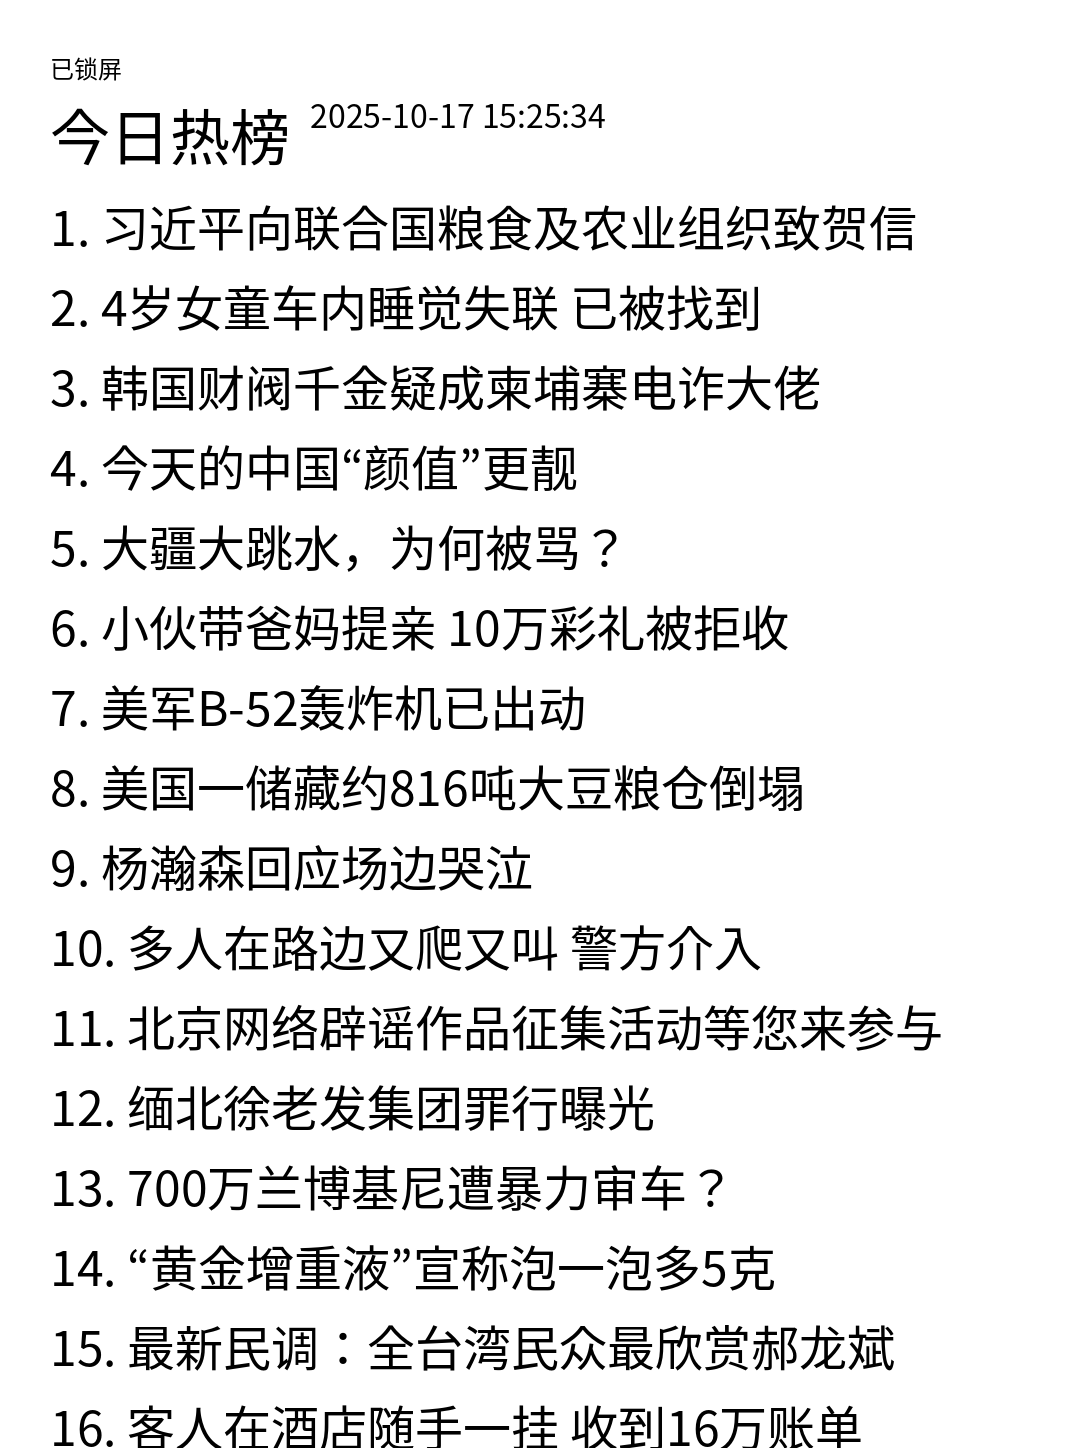 已锁屏
今日热榜 2025-10-17 15:25:34
1. 习近平向联合国粮食及农业组织致贺信
2. 4岁女童车内睡觉失联 已被找到
3. 韩国财阀千金疑成柬埔寨电诈大佬
4. 今天的中国“颜值”更靓
5. 大疆大跳水，为何被骂？
6. 小伙带爸妈提亲 10万彩礼被拒收
7. 美军B-52轰炸机已出动
8. 美国一储藏约816吨大豆粮仓倒塌
9. 杨瀚森回应场边哭泣
10. 多人在路边又爬又叫 警方介入
11. 北京网络辟谣作品征集活动等您来参与
12. 缅北徐老发集团罪行曝光
13. 700万兰博基尼遭暴力审车？
14. “黄金增重液”宣称泡一泡多5克
15. 最新民调：全台湾民众最欣赏郝龙斌
16. 客人在酒店随手一挂 收到16万账单